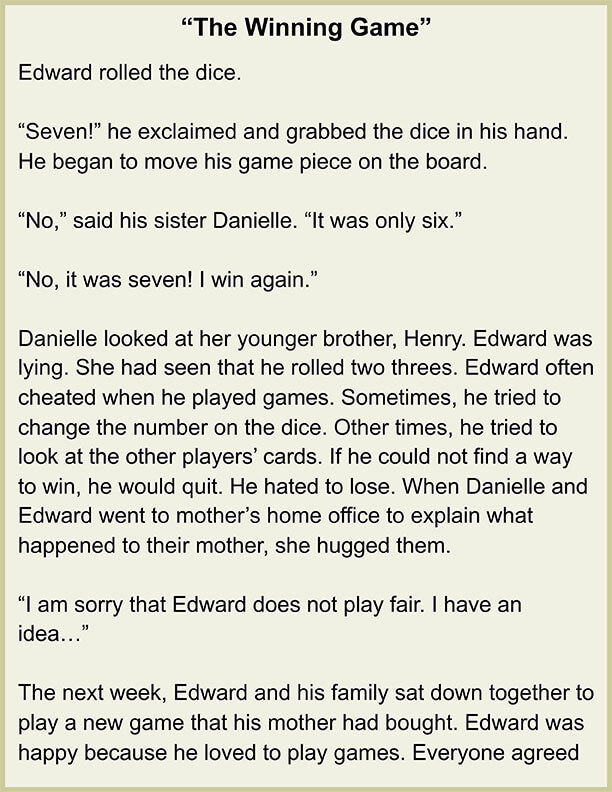 “The Winning Game”
Edward rolled the dice.
“Seven!” he exclaimed and grabbed the dice in his hand.
He began to move his game piece on the board.
“No,” said his sister Danielle. “It was only six.”
“No, it was seven! I win again.”
Danielle looked at her younger brother, Henry. Edward was
lying. She had seen that he rolled two threes. Edward often
cheated when he played games. Sometimes, he tried to
change the number on the dice. Other times, he tried to
look at the other players’ cards. If he could not find a way
to win, he would quit. He hated to lose. When Danielle and
Edward went to mother’s home office to explain what
happened to their mother, she hugged them.
“I am sorry that Edward does not play fair. I have an
idea…”
The next week, Edward and his family sat down together to
play a new game that his mother had bought. Edward was
happy because he loved to play games. Everyone agreed